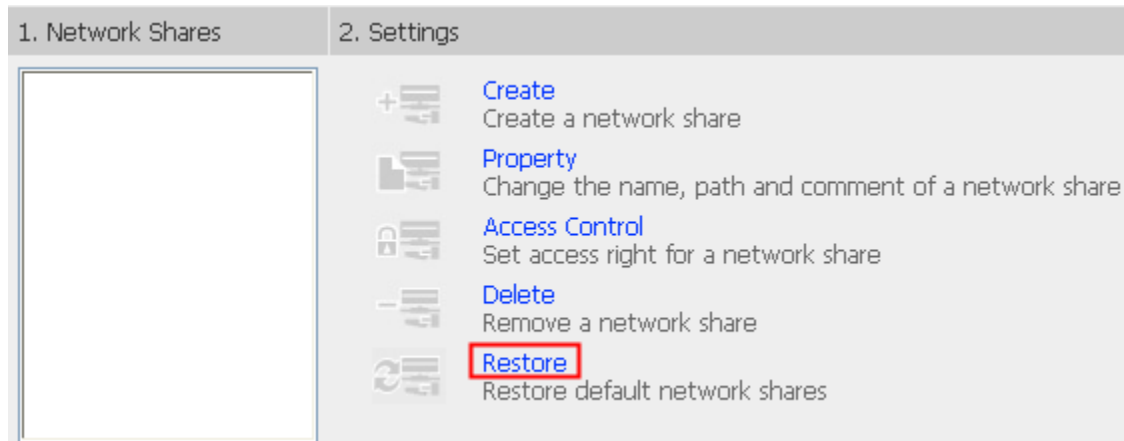 1. Network Shares
2. Settings
Create
Create a network share
Property
Change the name, path and comment of a network share
Access Control
Set access right for a network share
Delete
Remove a network share
Restore
Restore default network shares